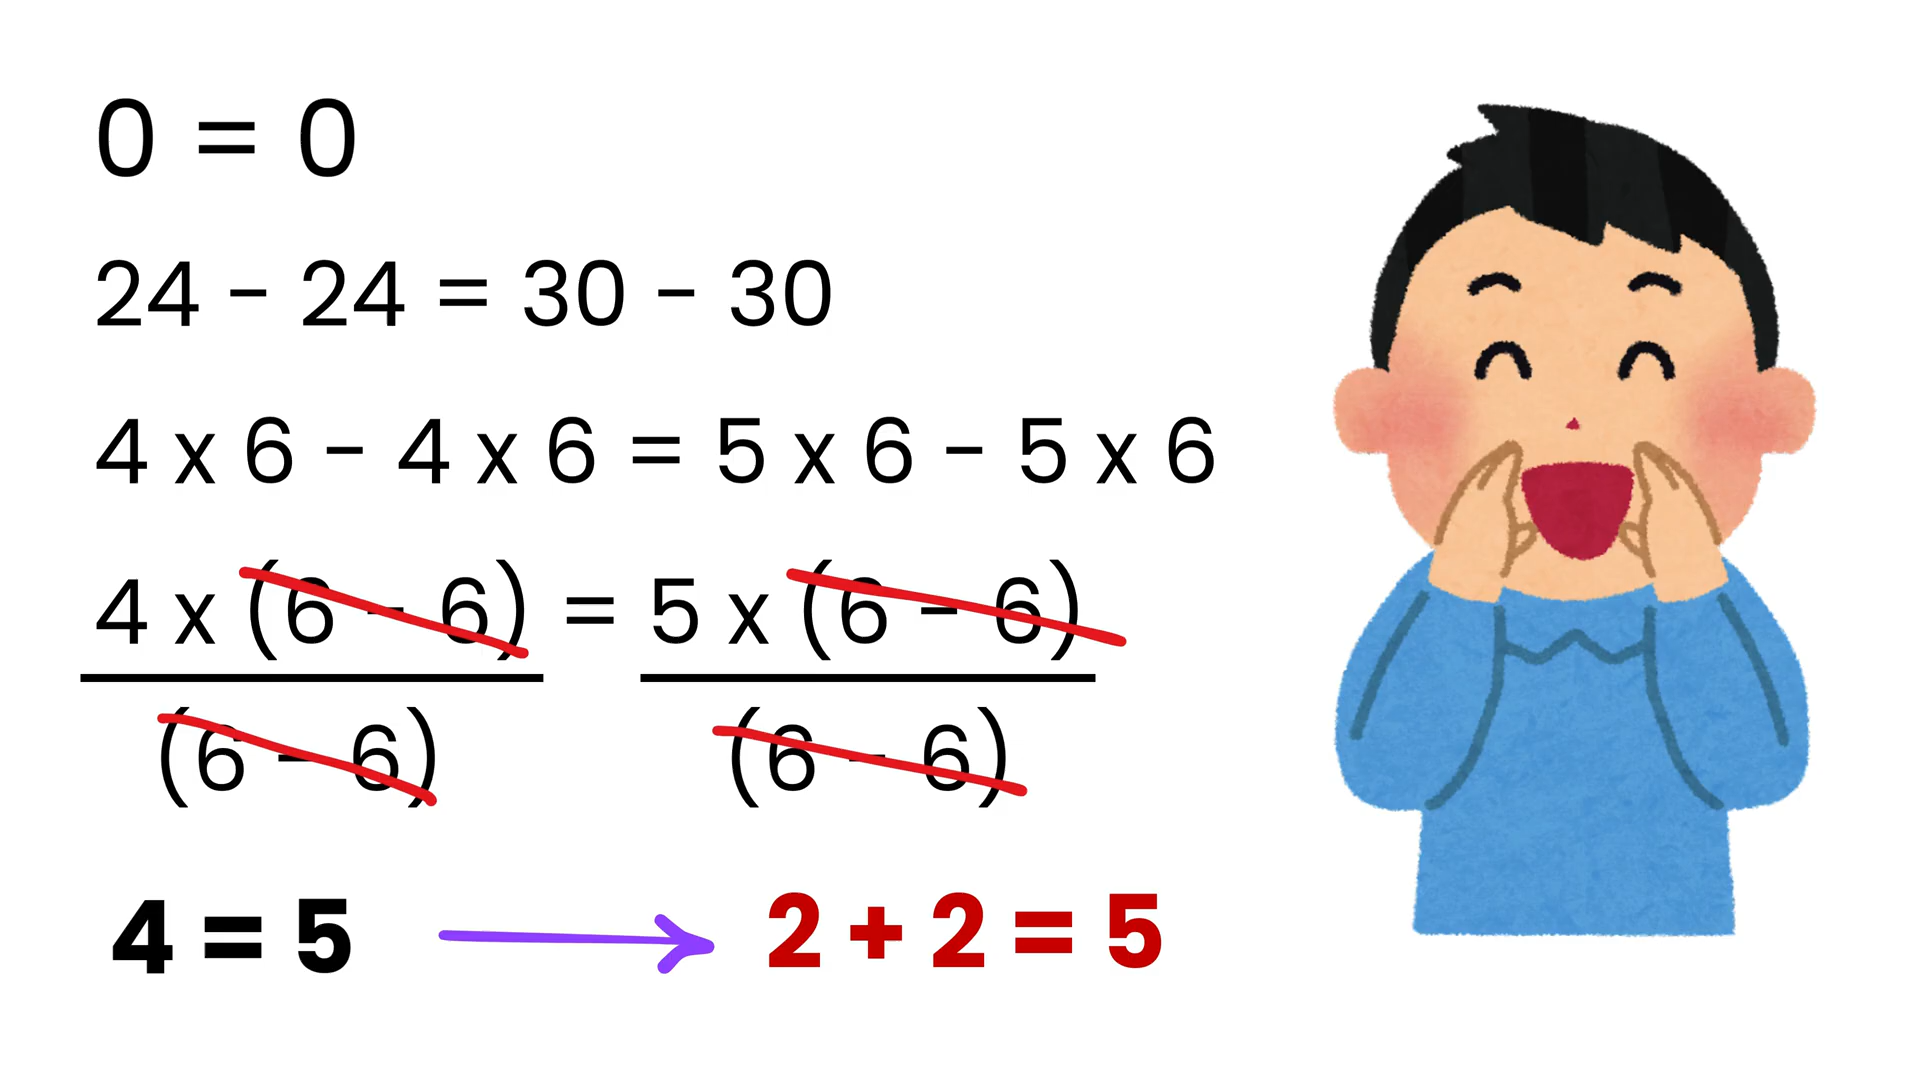 0 = 0
24 - 24 = 30 - 30
4 x 6 - 4 x 6 = 5 x 6 - 5 x 6
4 x (6 - 6) = 5 x (6 - 6)
(6 - 6) (6 - 6)
4 = 5 → 2 + 2 = 5